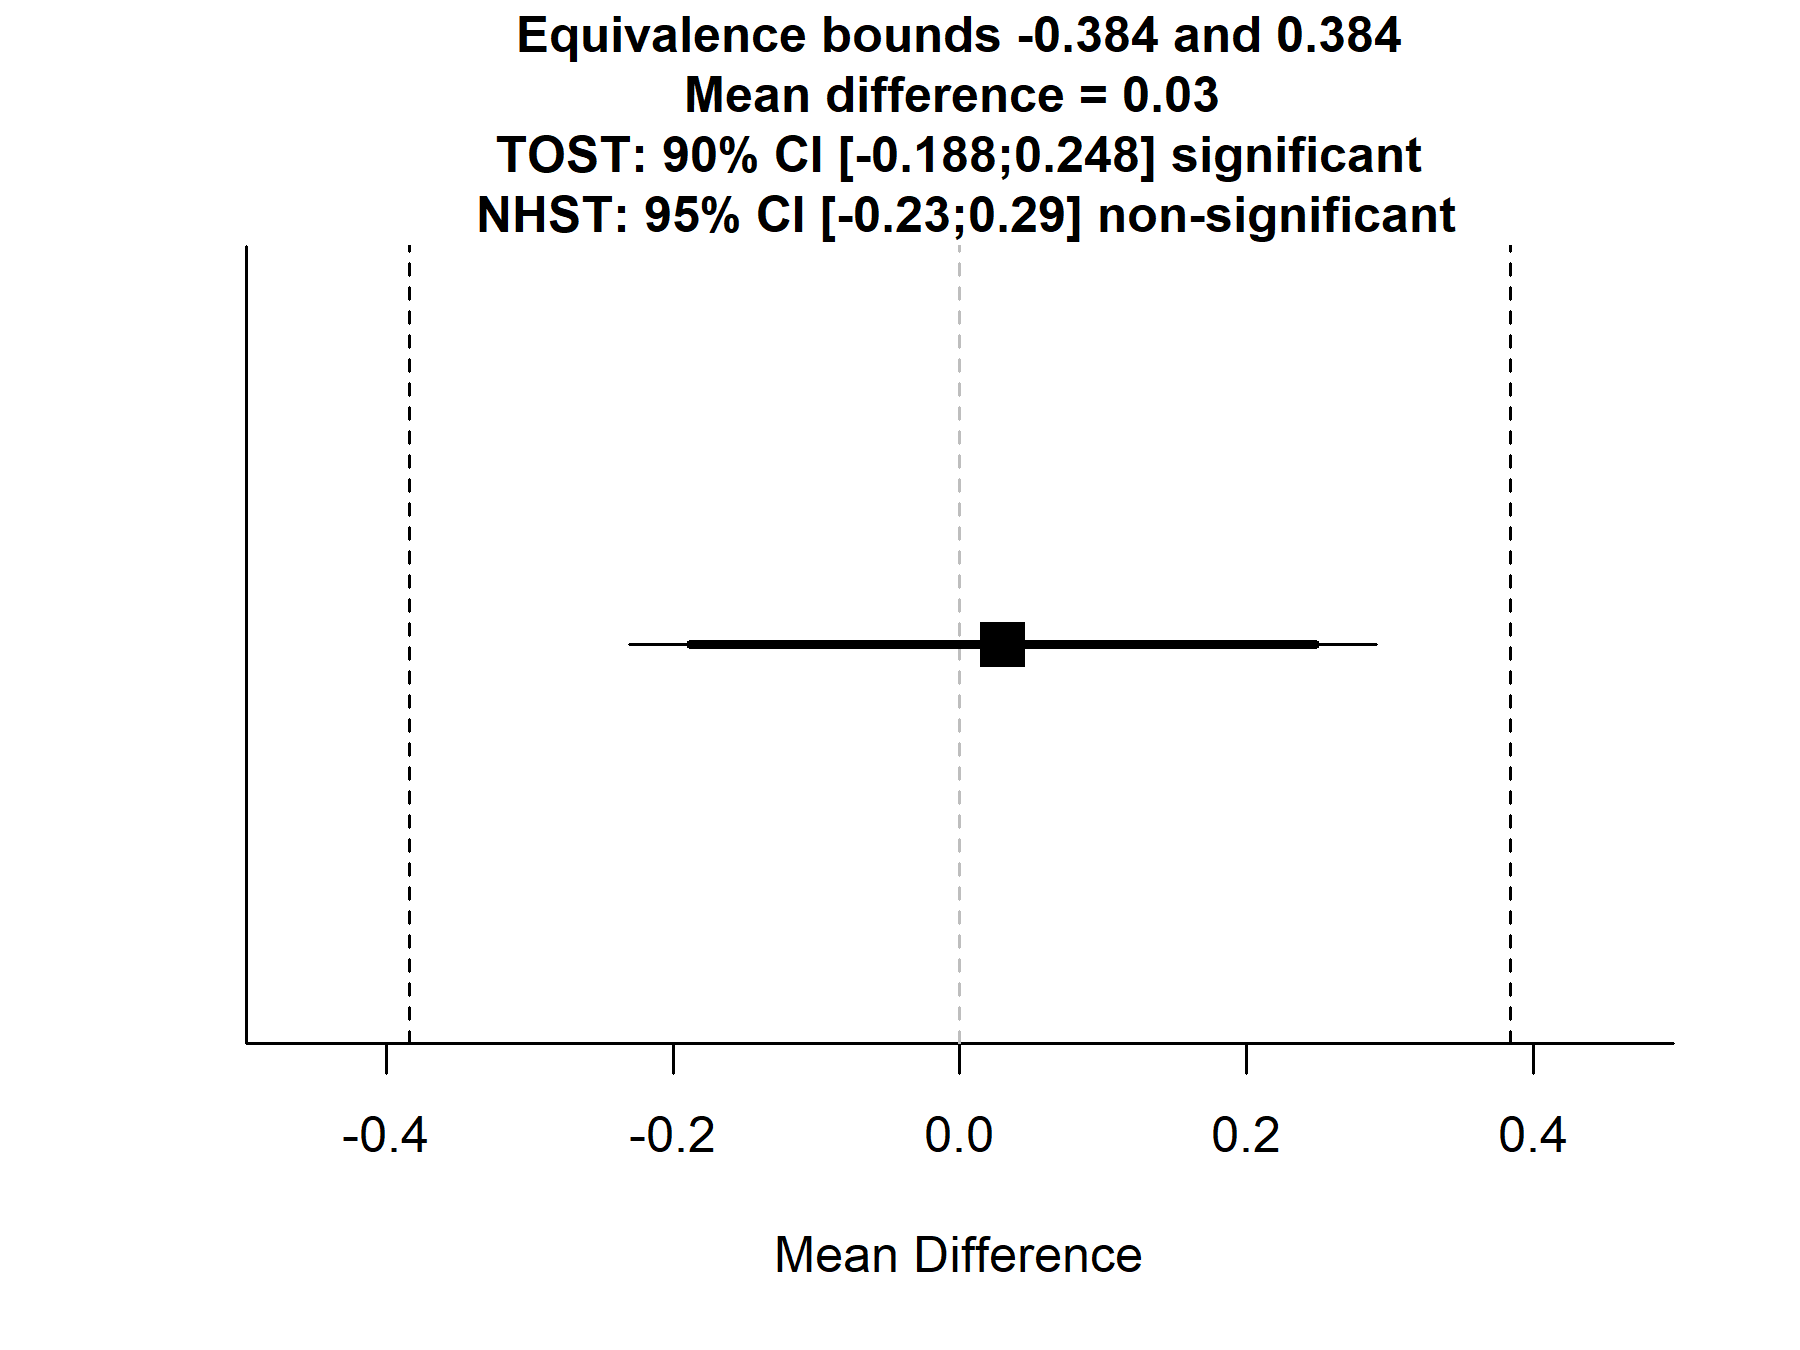 Equivalence bounds -0.384 and 0.384
Mean difference = 0.03
TOST: 90% CI [-0.188;0.248] significant
NHST: 95% CI [-0.23;0.29] non-significant
-0.4 -0.2 0.0 0.2 0.4
Mean Difference